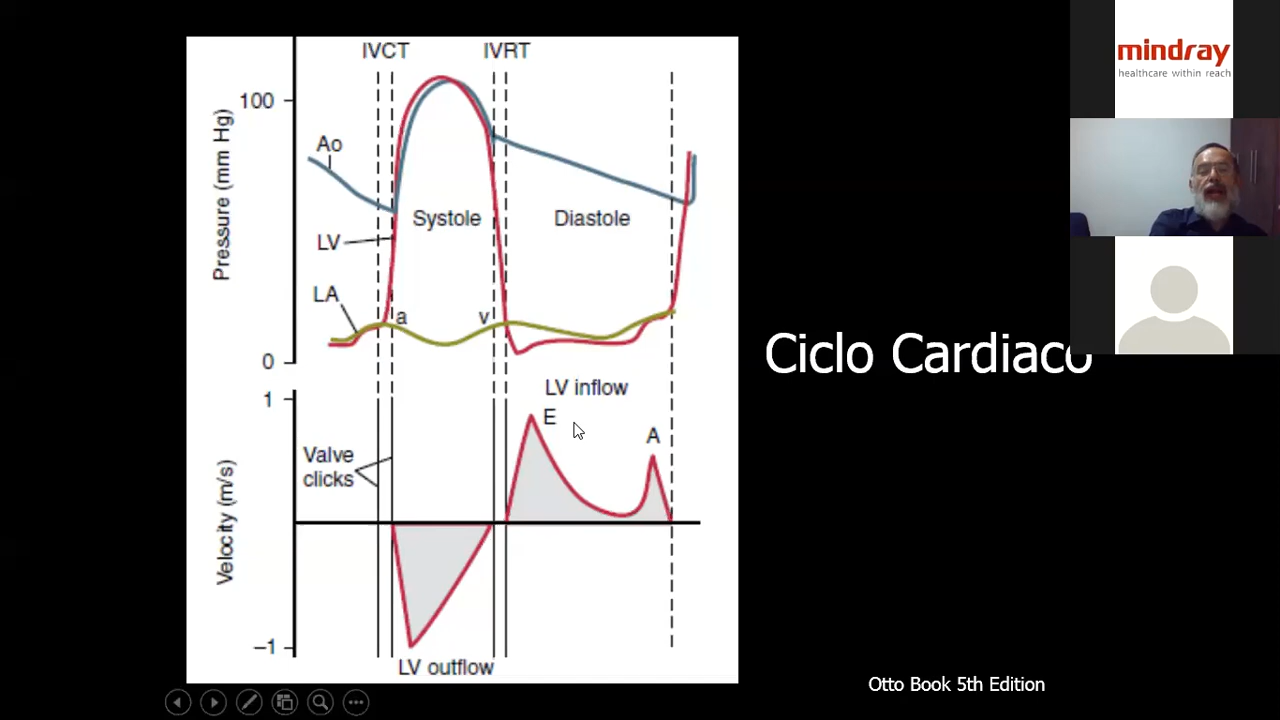 IVCT
IVRT
Pressure (mm Hg)
100
Ao
LV
LA
0
Systole
Diastole
a
v
LV inflow
Velocity (m/s)
1
E
A
Valve
clicks
–1
LV outflow
Ciclo Cardiaco
Otto Book 5th Edition
mindray
healthcare within reach